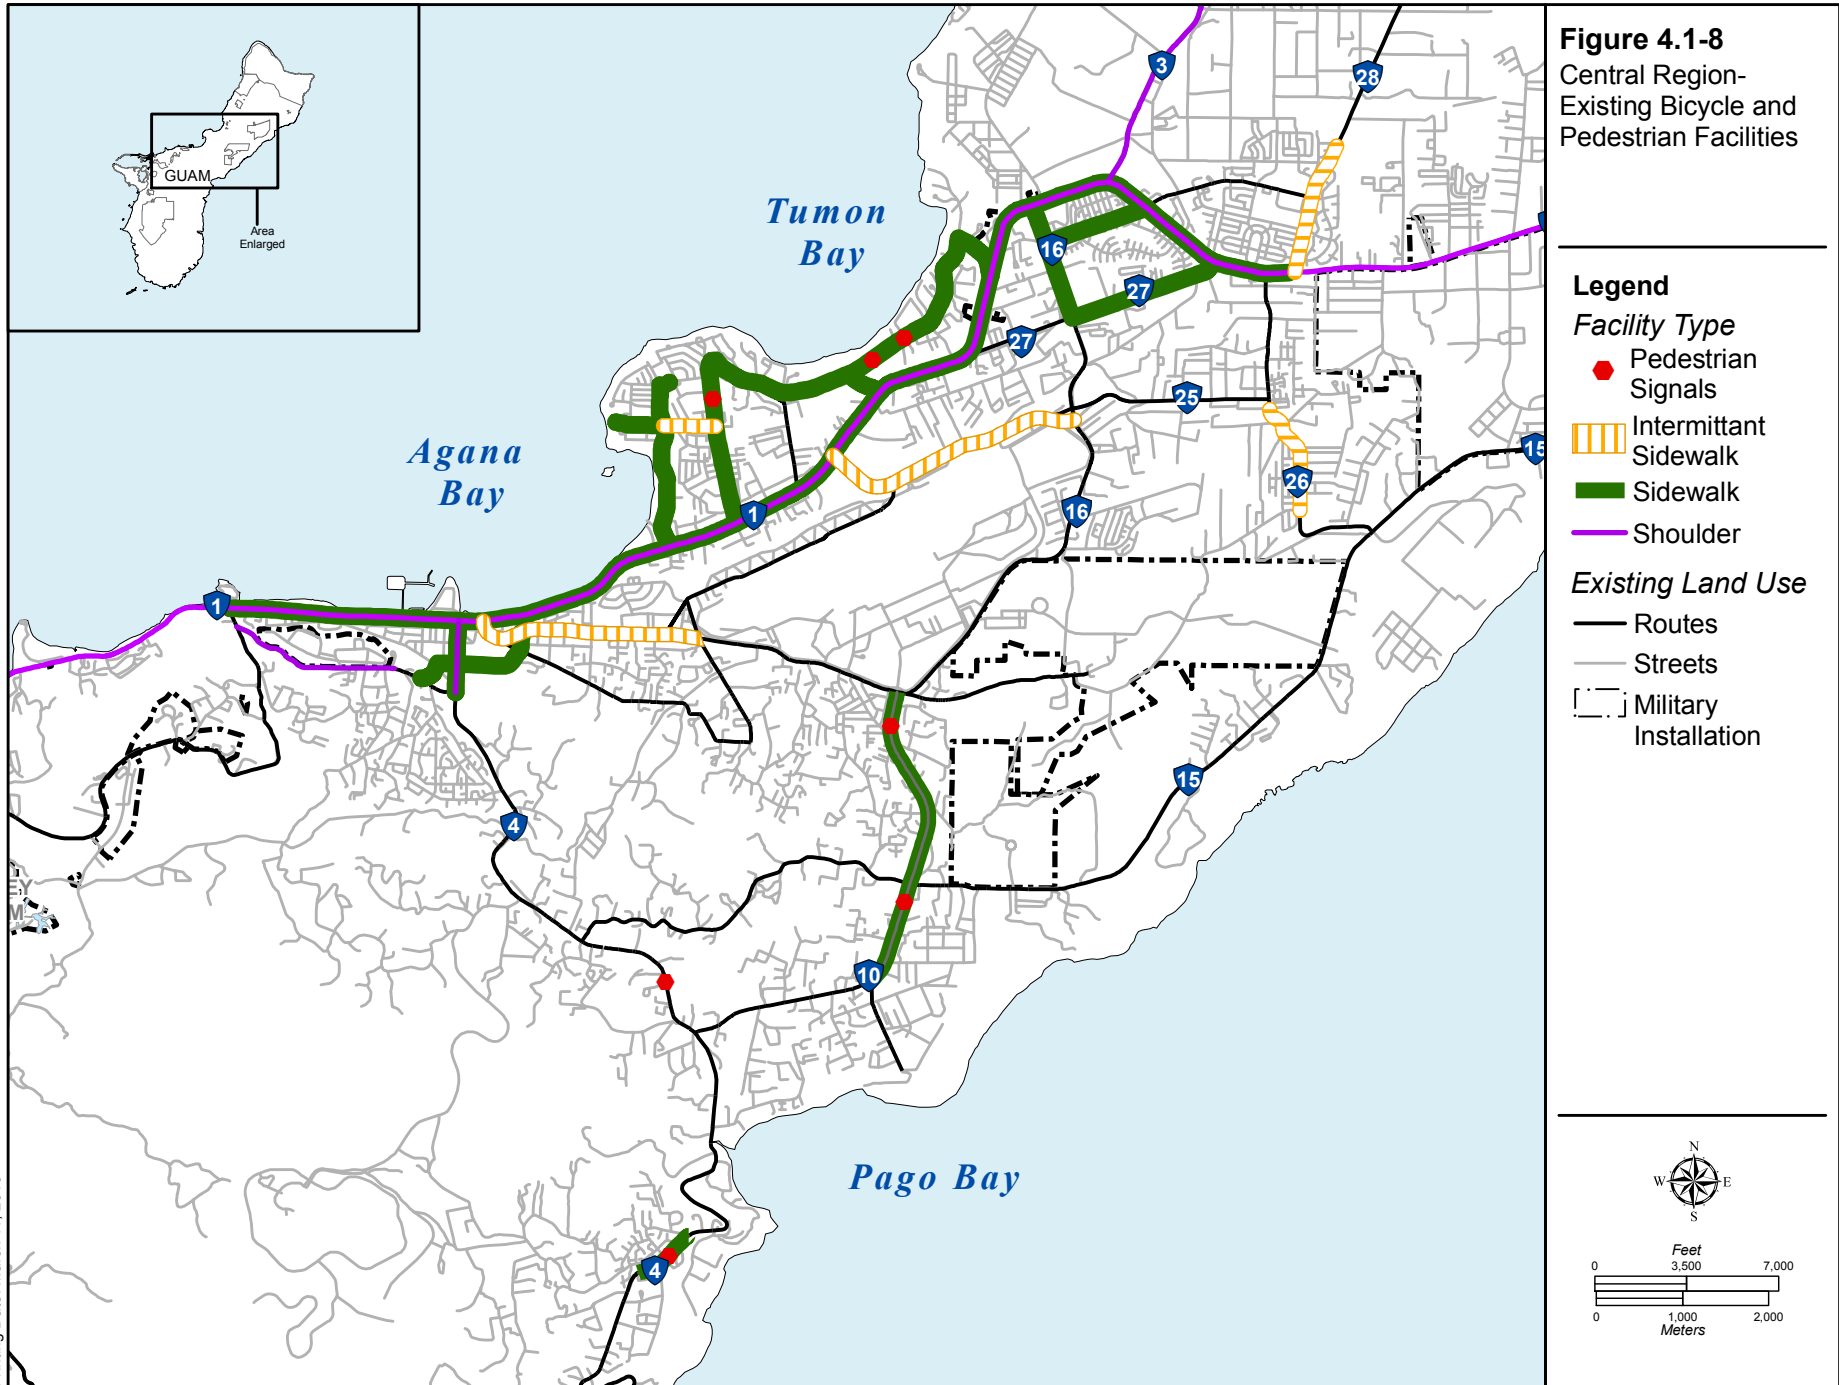 Figure 4.1-8
Central Region-
Existing Bicycle and
Pedestrian Facilities
Legend
Facility Type
Pedestrian
Signals
Intermittant
Sidewalk
Sidewalk
Shoulder
Existing Land Use
Routes
Streets
Military
Installation
N
W
E
S
Feet
0
3,500
7,000
0
1,000
2,000
Meters
GUAM
Area
Enlarged
Tumon
Bay
Agana
Bay
Pago Bay
3
28
16
27
27
25
26
15
16
1
1
4
15
10
4